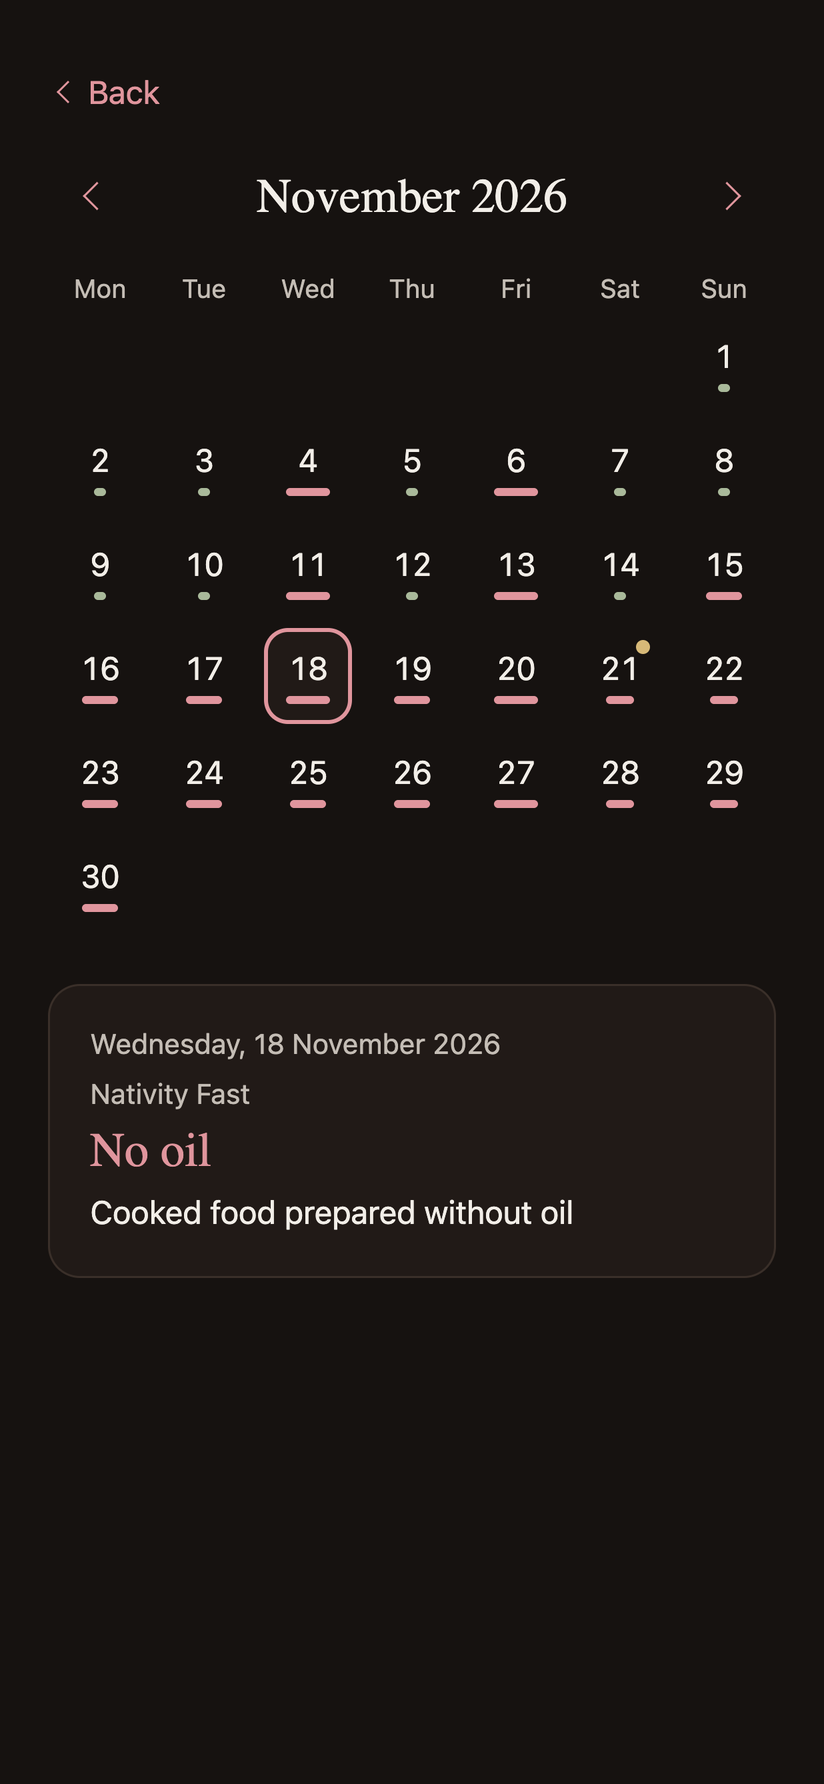 Back
November 2026
Mon Tue Wed Thu Fri Sat Sun
1
2 3 4 5 6 7 8
9 10 11 12 13 14 15
16 17 18 19 20 21 22
23 24 25 26 27 28 29
30
Wednesday, 18 November 2026
Nativity Fast
No oil
Cooked food prepared without oil